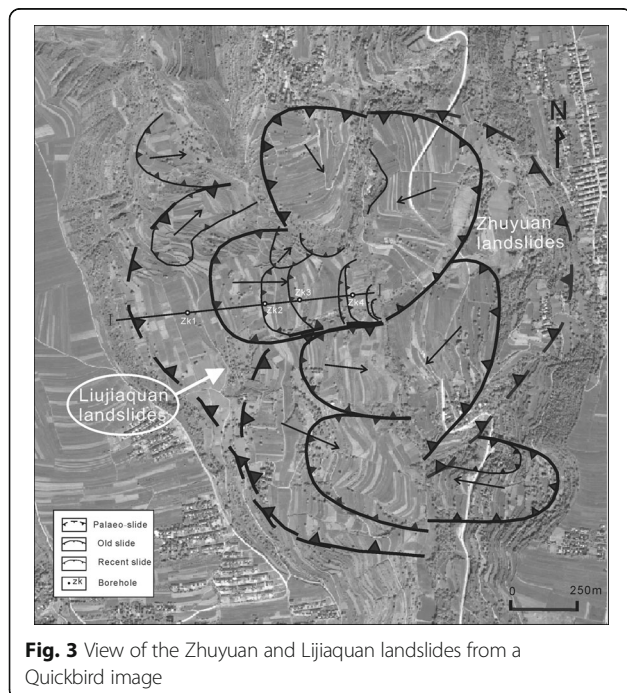 N
Zhuyuan
landslides
Zk1
Zk2
Zk3
Zk4
I
I
Liujiaquan
landslides
Palaeo-slide
Old slide
Recent slide
zk Borehole
0 250m
Fig. 3 View of the Zhuyuan and Lijiaquan landslides from a
Quickbird image